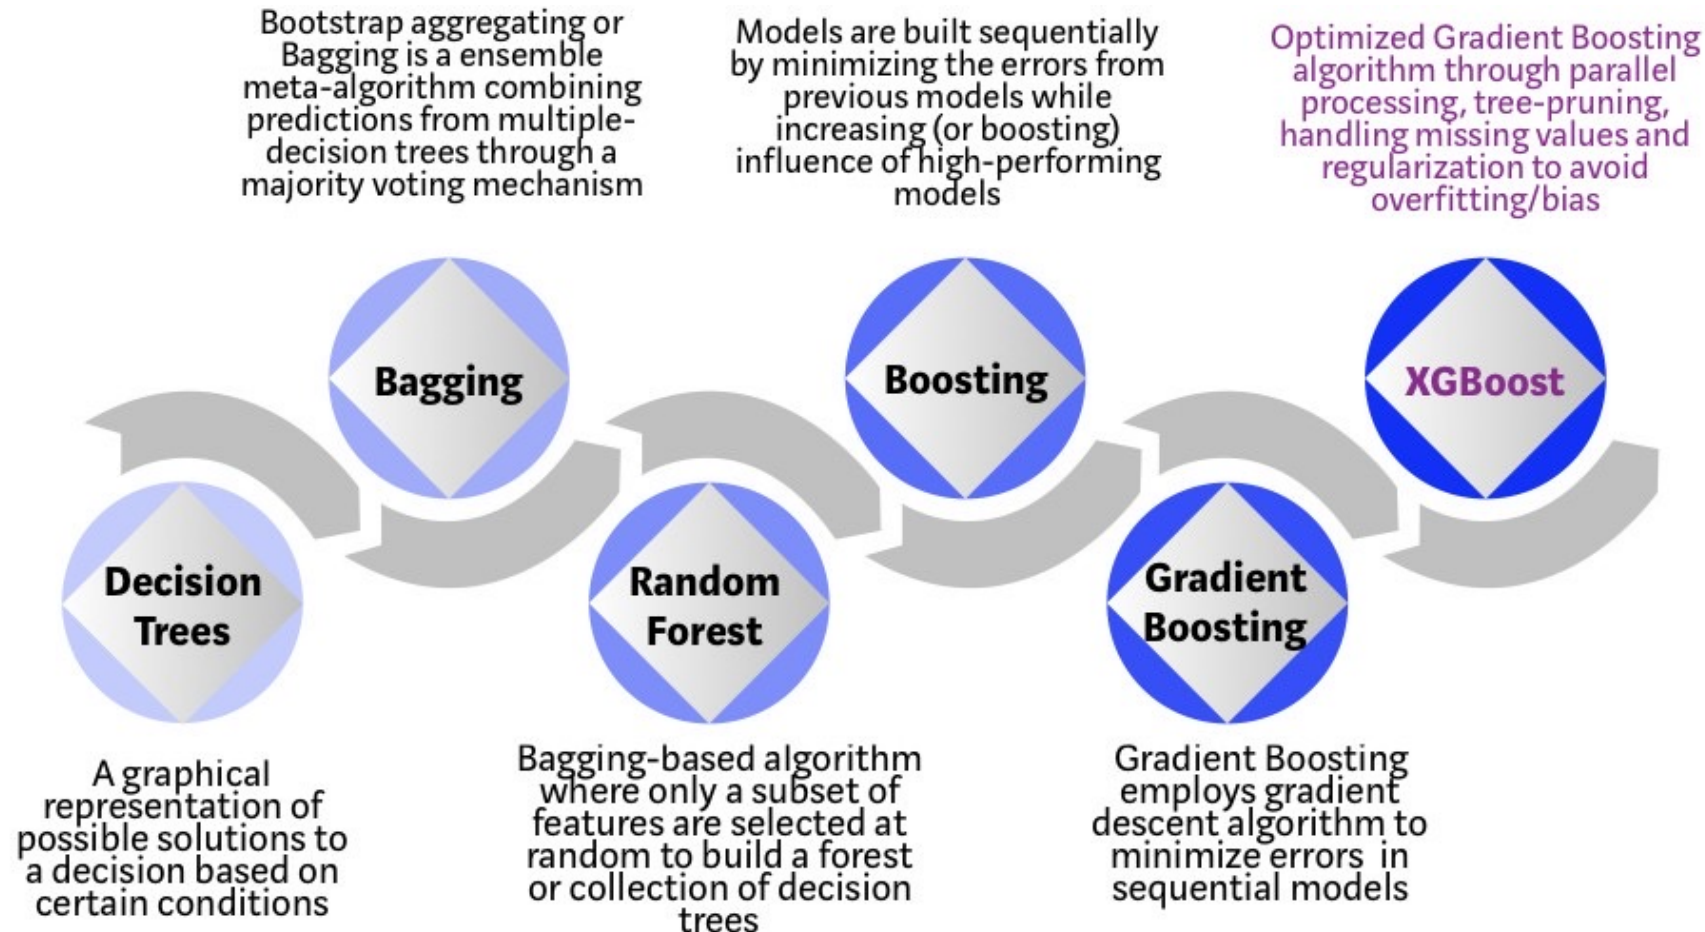 Bootstrap aggregating or
Bagging is a ensemble
meta-algorithm combining
predictions from multiple-
decision trees through a
majority voting mechanism
Models are built sequentially
by minimizing the errors from
previous models while
increasing (or boosting)
influence of high-performing
models
Optimized Gradient Boosting
algorithm through parallel
processing, tree-pruning,
handling missing values and
regularization to avoid
overfitting/bias
Bagging
Boosting
XGBoost
Decision
Trees
Random
Forest
Gradient
Boosting
A graphical
representation of
possible solutions to
a decision based on
certain conditions
Bagging-based algorithm
where only a subset of
features are selected at
random to build a forest
or collection of decision
trees
Gradient Boosting
employs gradient
descent algorithm to
minimize errors in
sequential models